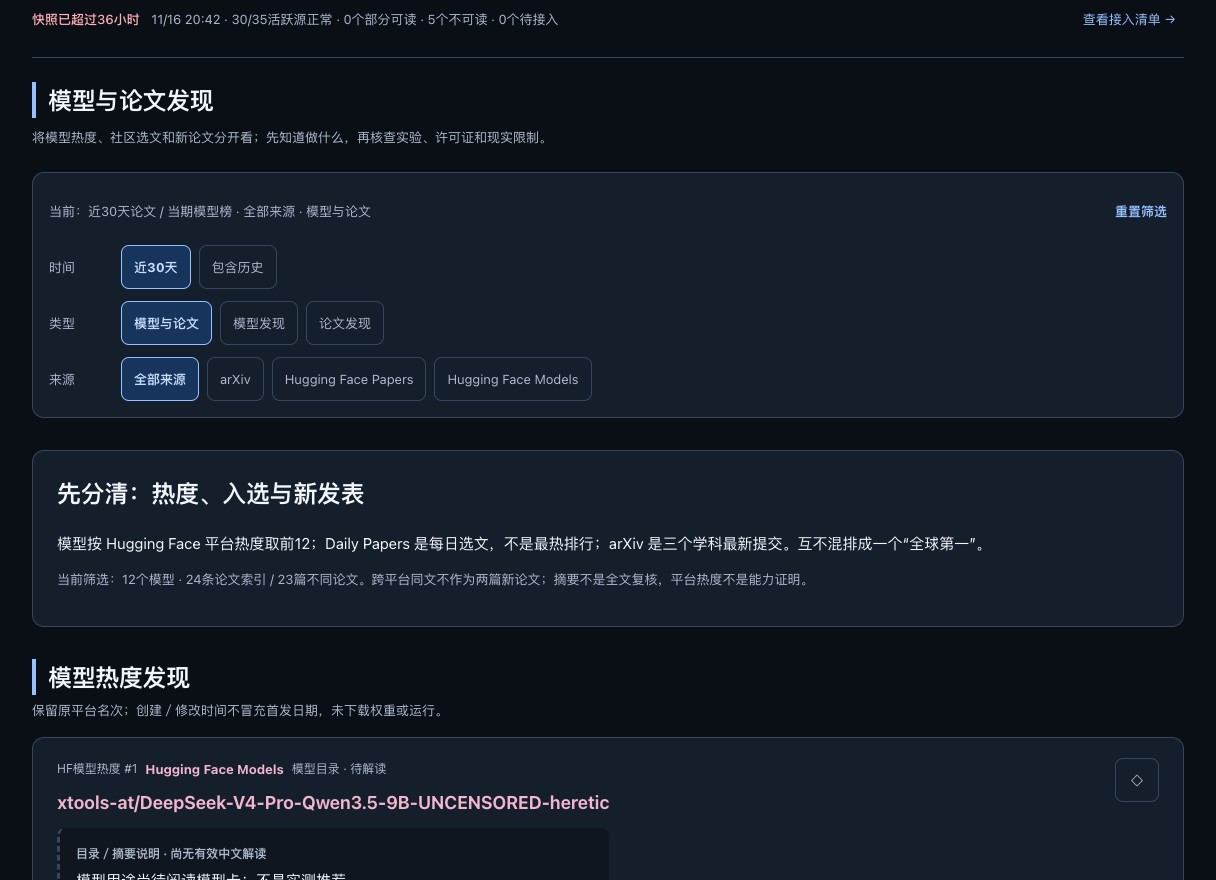 快照已超过36小时 11/16 20:42 · 30/35活跃源正常 · 0个部分可读 · 5个不可读 · 0个待接入 查看接入清单 →
模型与论文发现
将模型热度、社区选文和新论文分开看；先知道做什么，再核查实验、许可证和现实限制。
当前：近30天论文 / 当期模型榜 · 全部来源 · 模型与论文 重置筛选
时间 近30天 包含历史
类型 模型与论文 模型发现 论文发现
来源 全部来源 arXiv Hugging Face Papers Hugging Face Models
先分清：热度、入选与新发表
模型按 Hugging Face 平台热度取前12；Daily Papers 是每日选文，不是最热排行；arXiv 是三个学科最新提交。互不混排成一个“全球第一”。
当前筛选：12个模型 · 24条论文索引 / 23篇不同论文。跨平台同文不作为两篇新论文；摘要不是全文复核，平台热度不是能力证明。
模型热度发现
保留原平台名次；创建 / 修改时间不冒充首发日期，未下载权重或运行。
HF模型热度 #1 Hugging Face Models 模型目录 · 待解读
xtools-at/DeepSeek-V4-Pro-Qwen3.5-9B-UNCENSORED-heretic
目录 / 摘要说明 · 尚无有效中文解读
模型用途尚待阅读模型卡；不是实测推荐